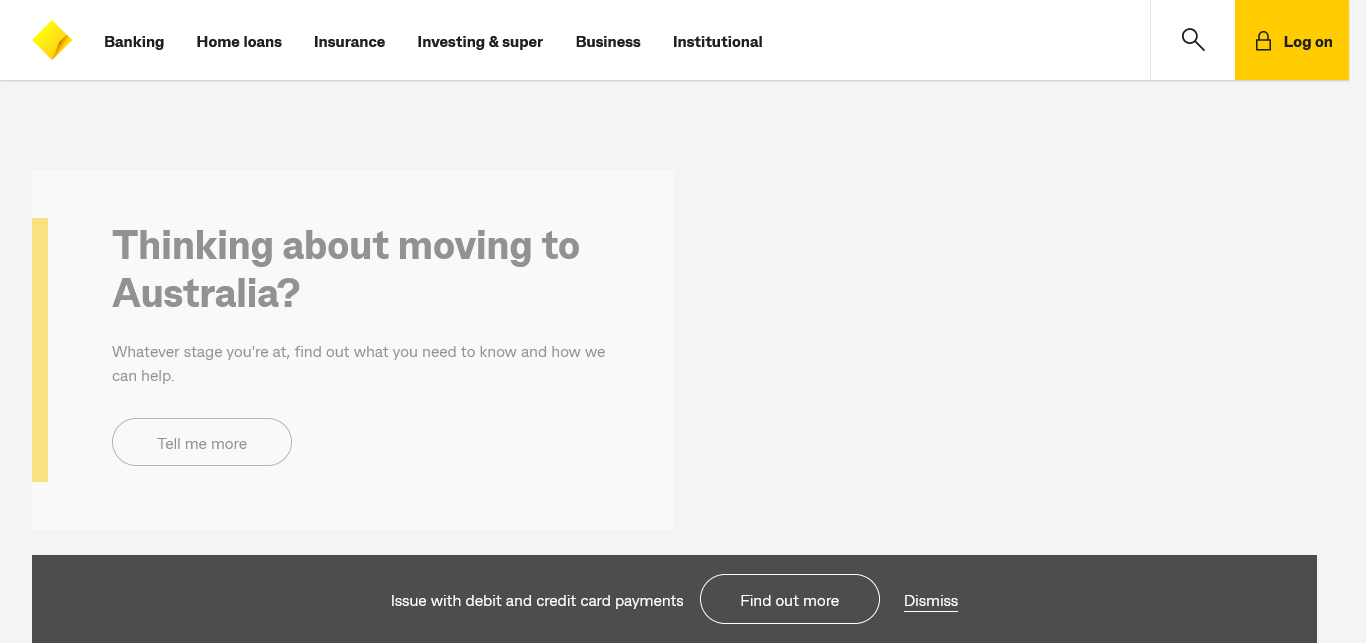 Banking Home loans Insurance Investing & super Business Institutional Log on
Thinking about moving to
Australia?
Whatever stage you're at, find out what you need to know and how we
can help.
Tell me more
Issue with debit and credit card payments Find out more Dismiss